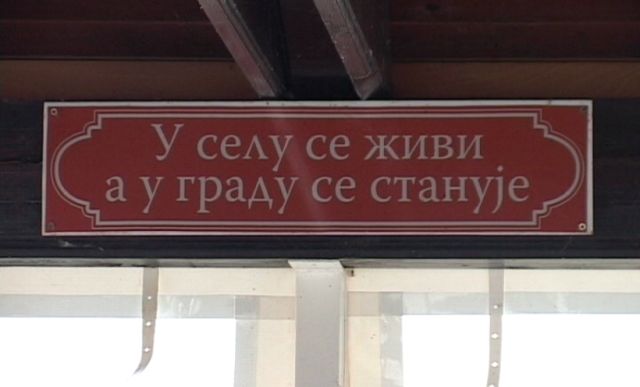 У селу се живи
а у граду се станује